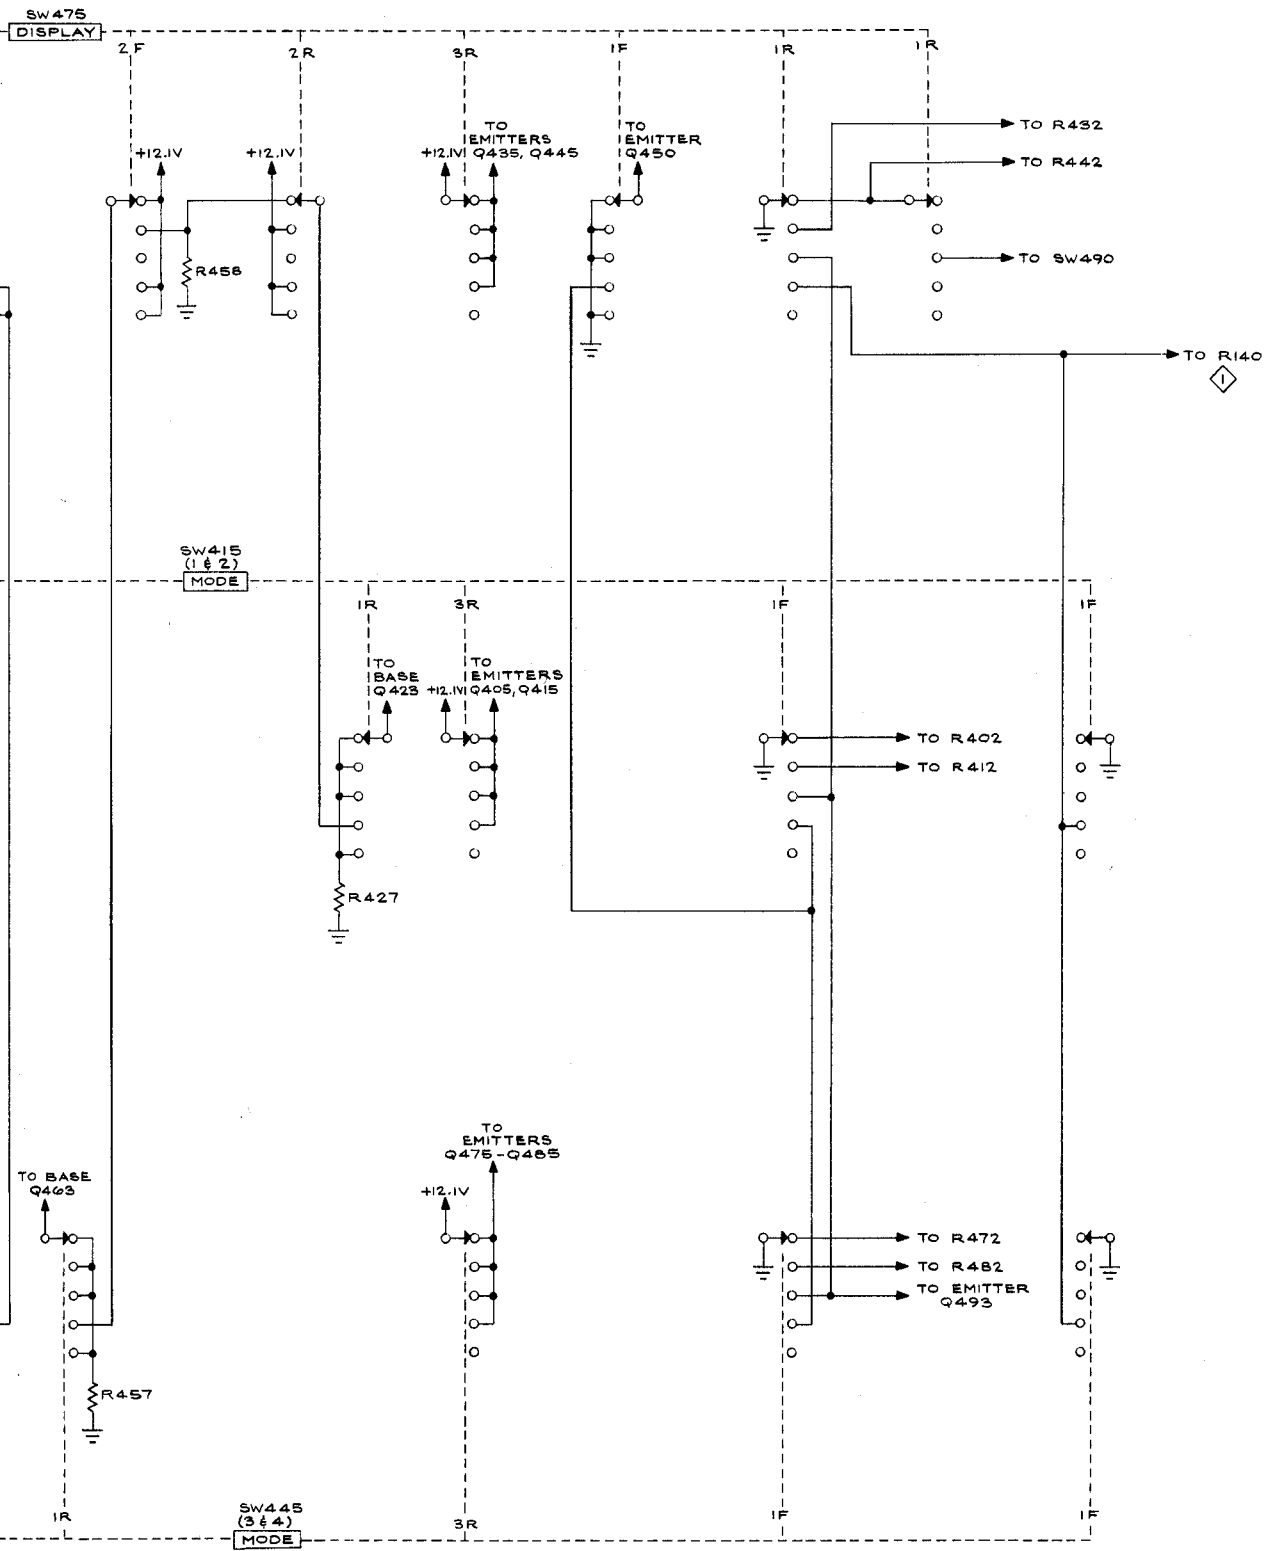 SW475
DISPLAY
2F
2R
3R
1F
1R
1R
+12.1V
+12.1V
+12.1V
TO
EMITTERS
Q435, Q445
TO
EMITTER
Q450
TO R432
TO R442
R458
TO SW490
TO R140
1
SW415
(1 & 2)
MODE
1R
3R
1F
1F
TO
BASE
Q423
+12.1V
TO
EMITTERS
Q405, Q415
TO R402
TO R412
R427
TO
EMITTERS
Q475-Q485
TO BASE
Q463
+12.1V
TO R472
TO R482
TO EMITTER
Q493
R457
1R
SW445
(3 & 4)
MODE
3R
1F
1F